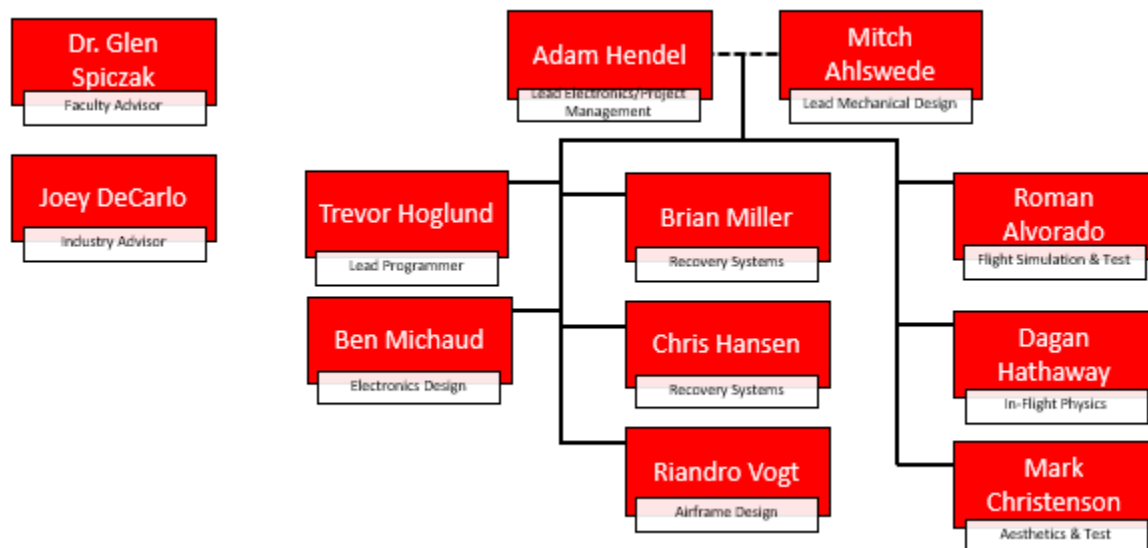 Dr. Glen
Spiczak
Faculty Advisor
Joey DeCarlo
Industry Advisor
Adam Hendel
Lead Electronics/Project
Management
Mitch
Ahlswede
Lead Mechanical Design
Trevor Hoglund
Lead Programmer
Ben Michaud
Electronics Design
Brian Miller
Recovery Systems
Chris Hansen
Recovery Systems
Riandro Vogt
Airframe Design
Roman
Alvorado
Flight Simulation & Test
Dagan
Hathaway
In-Flight Physics
Mark
Christenson
Aesthetics & Test